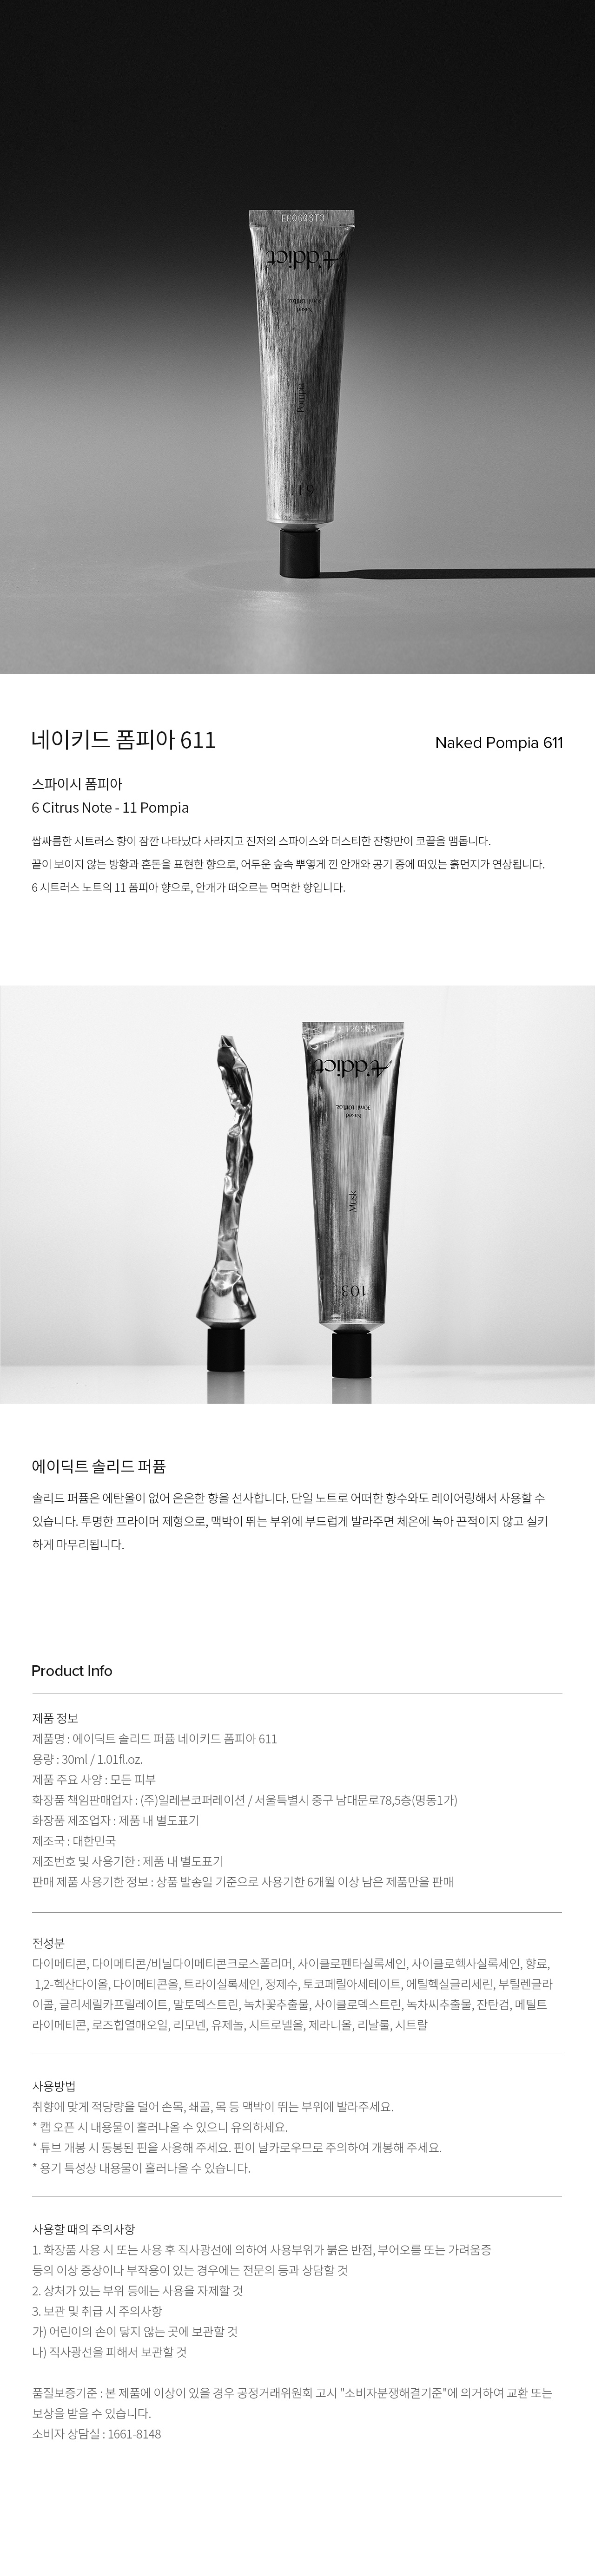 A'ddict
Naked
Pompia
611
네이키드 폼피아 611
Naked Pompia 611
스파이시 폼피아
6 Citrus Note - 11 Pompia
쌉싸름한 시트러스 향이 잠깐 나타났다 사라지고 진저의 스파이스와 더스티한 잔향만이 코끝을 맴돕니다.
끝이 보이지 않는 방황과 혼돈을 표현한 향으로, 어두운 숲속 뿌옇게 낀 안개와 공기 중에 떠있는 흙먼지가 연상됩니다.
6 시트러스 노트의 11 폼피아 향으로, 안개가 떠오르는 먹먹한 향입니다.
A'ddict
30ml / 1.01fl.oz.
Naked
Musk
103
에이딕트 솔리드 퍼퓸
솔리드 퍼퓸은 에탄올이 없어 은은한 향을 선사합니다. 단일 노트로 어떠한 향수와도 레이어링해서 사용할 수
있습니다. 투명한 프라이머 제형으로, 맥박이 뛰는 부위에 부드럽게 발라주면 체온에 녹아 끈적이지 않고 실키
하게 마무리됩니다.
Product Info
제품 정보
제품명 : 에이딕트 솔리드 퍼퓸 네이키드 폼피아 611
용량 : 30ml / 1.01fl.oz.
제품 주요 사양 : 모든 피부
화장품 책임판매업자 : (주)일레븐코퍼레이션 / 서울특별시 중구 남대문로78,5층(명동1가)
화장품 제조업자 : 제품 내 별도표기
제조국 : 대한민국
제조번호 및 사용기한 : 제품 내 별도표기
판매 제품 사용기한 정보 : 상품 발송일 기준으로 사용기한 6개월 이상 남은 제품만을 판매
전성분
다이메티콘, 다이메티콘/비닐다이메티콘크로스폴리머, 사이클로펜타실록세인, 사이클로헥사실록세인, 향료,
1,2-헥산다이올, 다이메티콘올, 트라이실록세인, 정제수, 토코페릴아세테이트, 에틸헥실글리세린, 부틸렌글라
이콜, 글리세릴카프릴레이트, 말토덱스트린, 녹차꽃추출물, 사이클로덱스트린, 녹차씨추출물, 잔탄검, 메틸트
라이메티콘, 로즈힙열매오일, 리모넨, 유제놀, 시트로넬올, 제라니올, 리날룰, 시트랄
사용방법
취향에 맞게 적당량을 덜어 손목, 쇄골, 목 등 맥박이 뛰는 부위에 발라주세요.
* 캡 오픈 시 내용물이 흘러나올 수 있으니 유의하세요.
* 튜브 개봉 시 동봉된 핀을 사용해 주세요. 핀이 날카로우므로 주의하여 개봉해 주세요.
* 용기 특성상 내용물이 흘러나올 수 있습니다.
사용할 때의 주의사항
1. 화장품 사용 시 또는 사용 후 직사광선에 의하여 사용부위가 붉은 반점, 부어오름 또는 가려움증
등의 이상 증상이나 부작용이 있는 경우에는 전문의 등과 상담할 것
2. 상처가 있는 부위 등에는 사용을 자제할 것
3. 보관 및 취급 시 주의사항
가) 어린이의 손이 닿지 않는 곳에 보관할 것
나) 직사광선을 피해서 보관할 것
품질보증기준 : 본 제품에 이상이 있을 경우 공정거래위원회 고시 "소비자분쟁해결기준"에 의거하여 교환 또는
보상을 받을 수 있습니다.
소비자 상담실 : 1661-8148